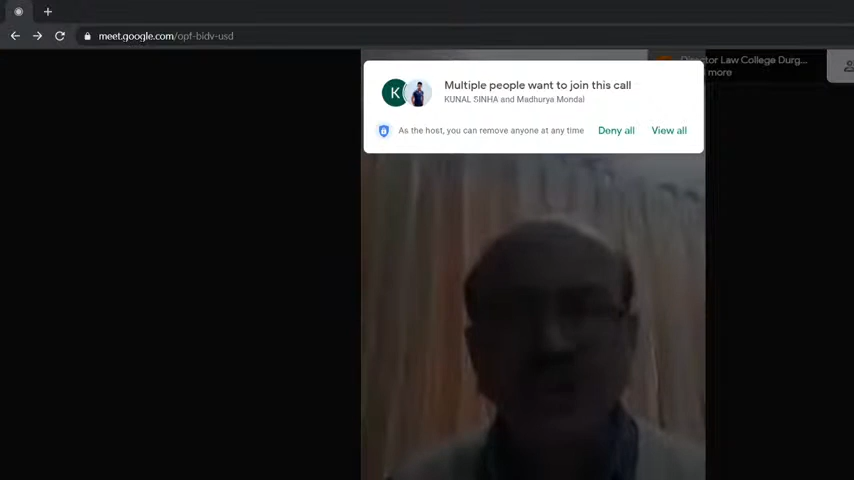 meet.google.com/opf-bidv-usd
Director Law College Durg...
more
Multiple people want to join this call
K
KUNAL SINHA and Madhurya Mondal
As the host, you can remove anyone at any time
Deny all
View all